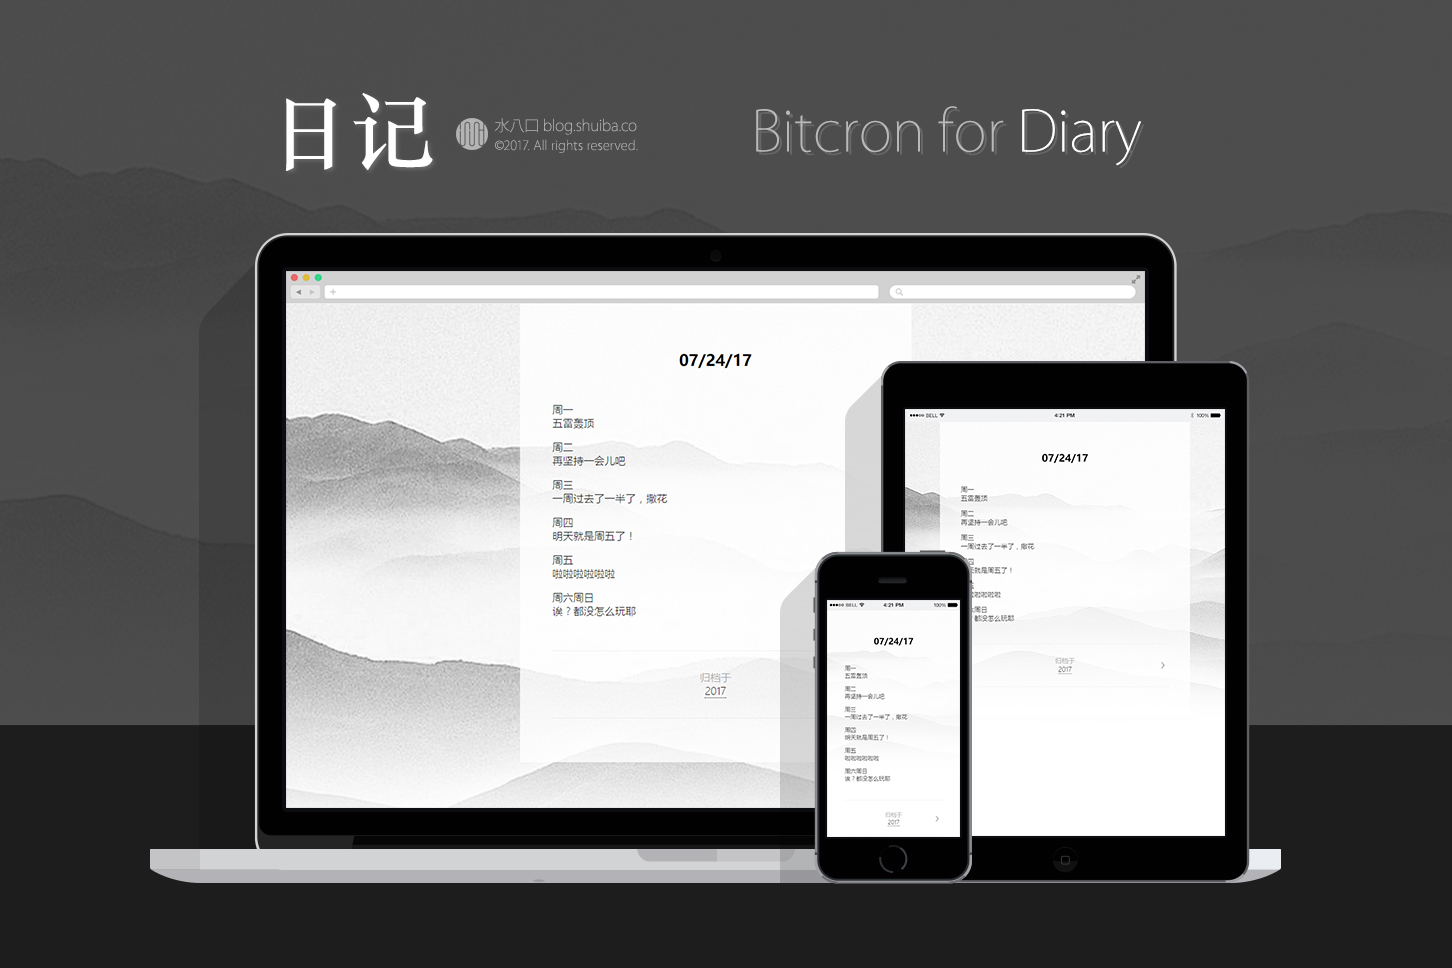 日记
水八口 blog.shuiba.co
©2017. All rights reserved.
Bitcron for Diary
07/24/17
周一
五雷轰顶
周二
再坚持一会儿吧
周三
一周过去了一半了，撒花
周四
明天就是周五了！
周五
啦啦啦啦啦啦
周六周日
诶？都没怎么玩耶
归档于
2017
BELL
4:21 PM
100%
07/24/17
周一
五雷轰顶
周二
再坚持一会儿吧
周三
一周过去了一半了，撒花
四
就是周五了！
啦啦啦啦
周日
都没怎么玩耶
归档于
2017
BELL
4:21 PM
100%
07/24/17
周一
五雷轰顶
周二
再坚持一会儿吧
周三
一周过去了一半了，撒花
周四
明天就是周五了！
周五
啦啦啦啦啦啦
周六周日
诶？都没怎么玩耶
归档于
2017